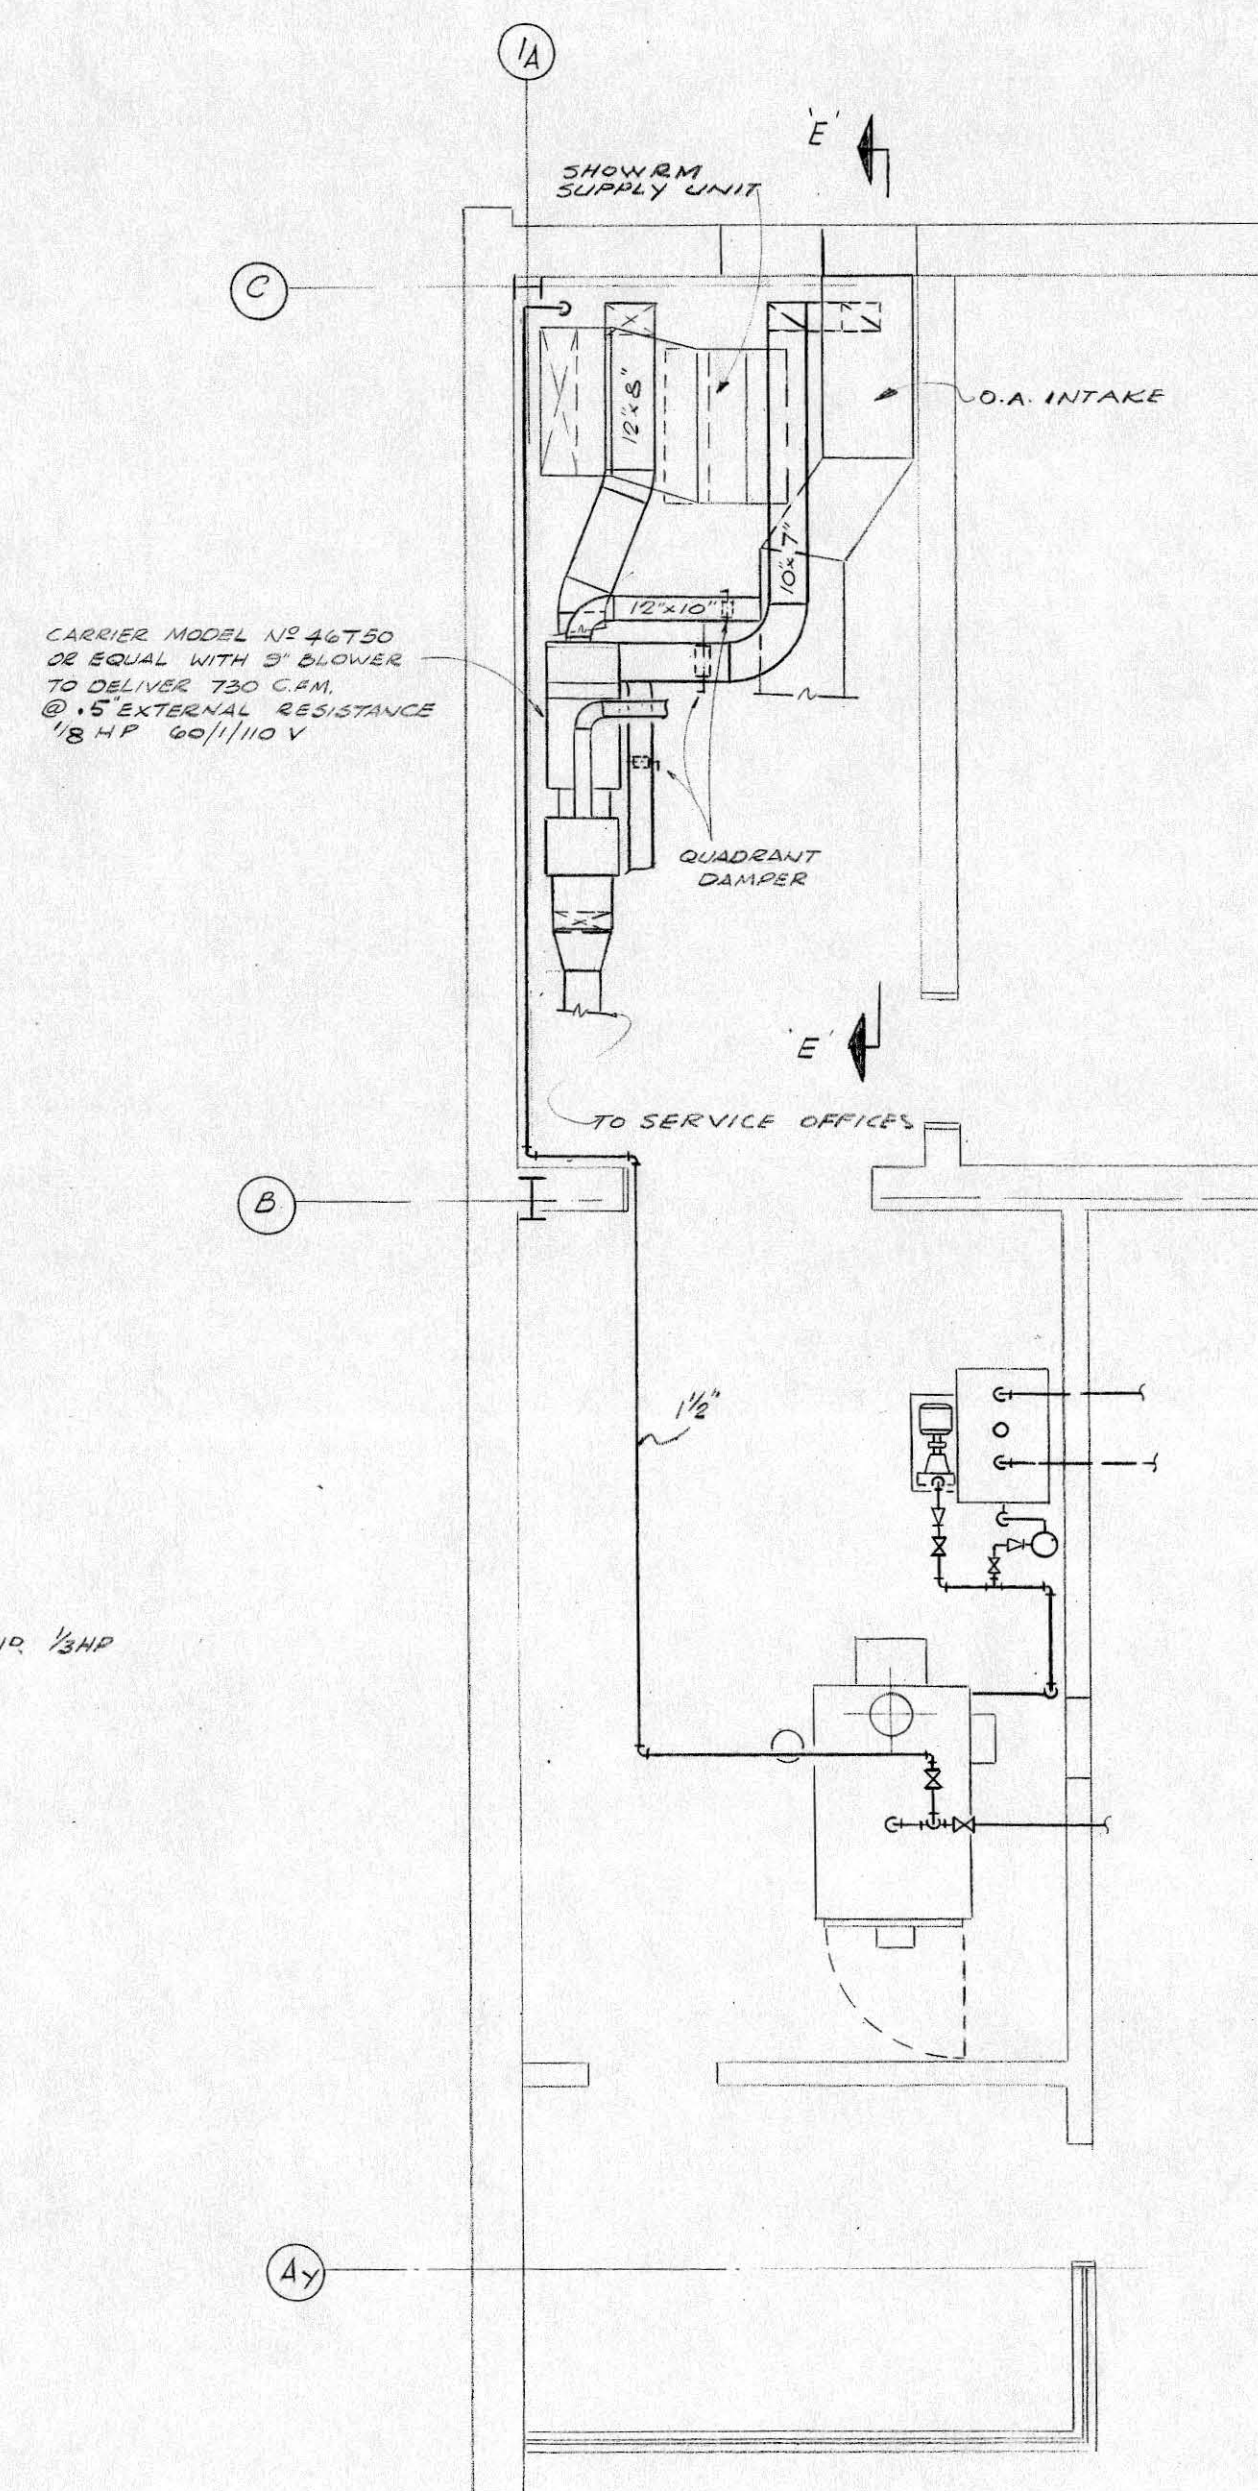 1A
'E'
SHOWRM
SUPPLY UNIT
C
12"x8"
O.A. INTAKE
10"x7"
12"x10"
CARRIER MODEL Nº 46T50
OR EQUAL WITH 9" BLOWER
TO DELIVER 730 C.F.M.
@ .5" EXTERNAL RESISTANCE
1/8 HP 60/1/110 V
QUADRANT
DAMPER
'E'
TO SERVICE OFFICES
B
1½"
⅓HP
Ay